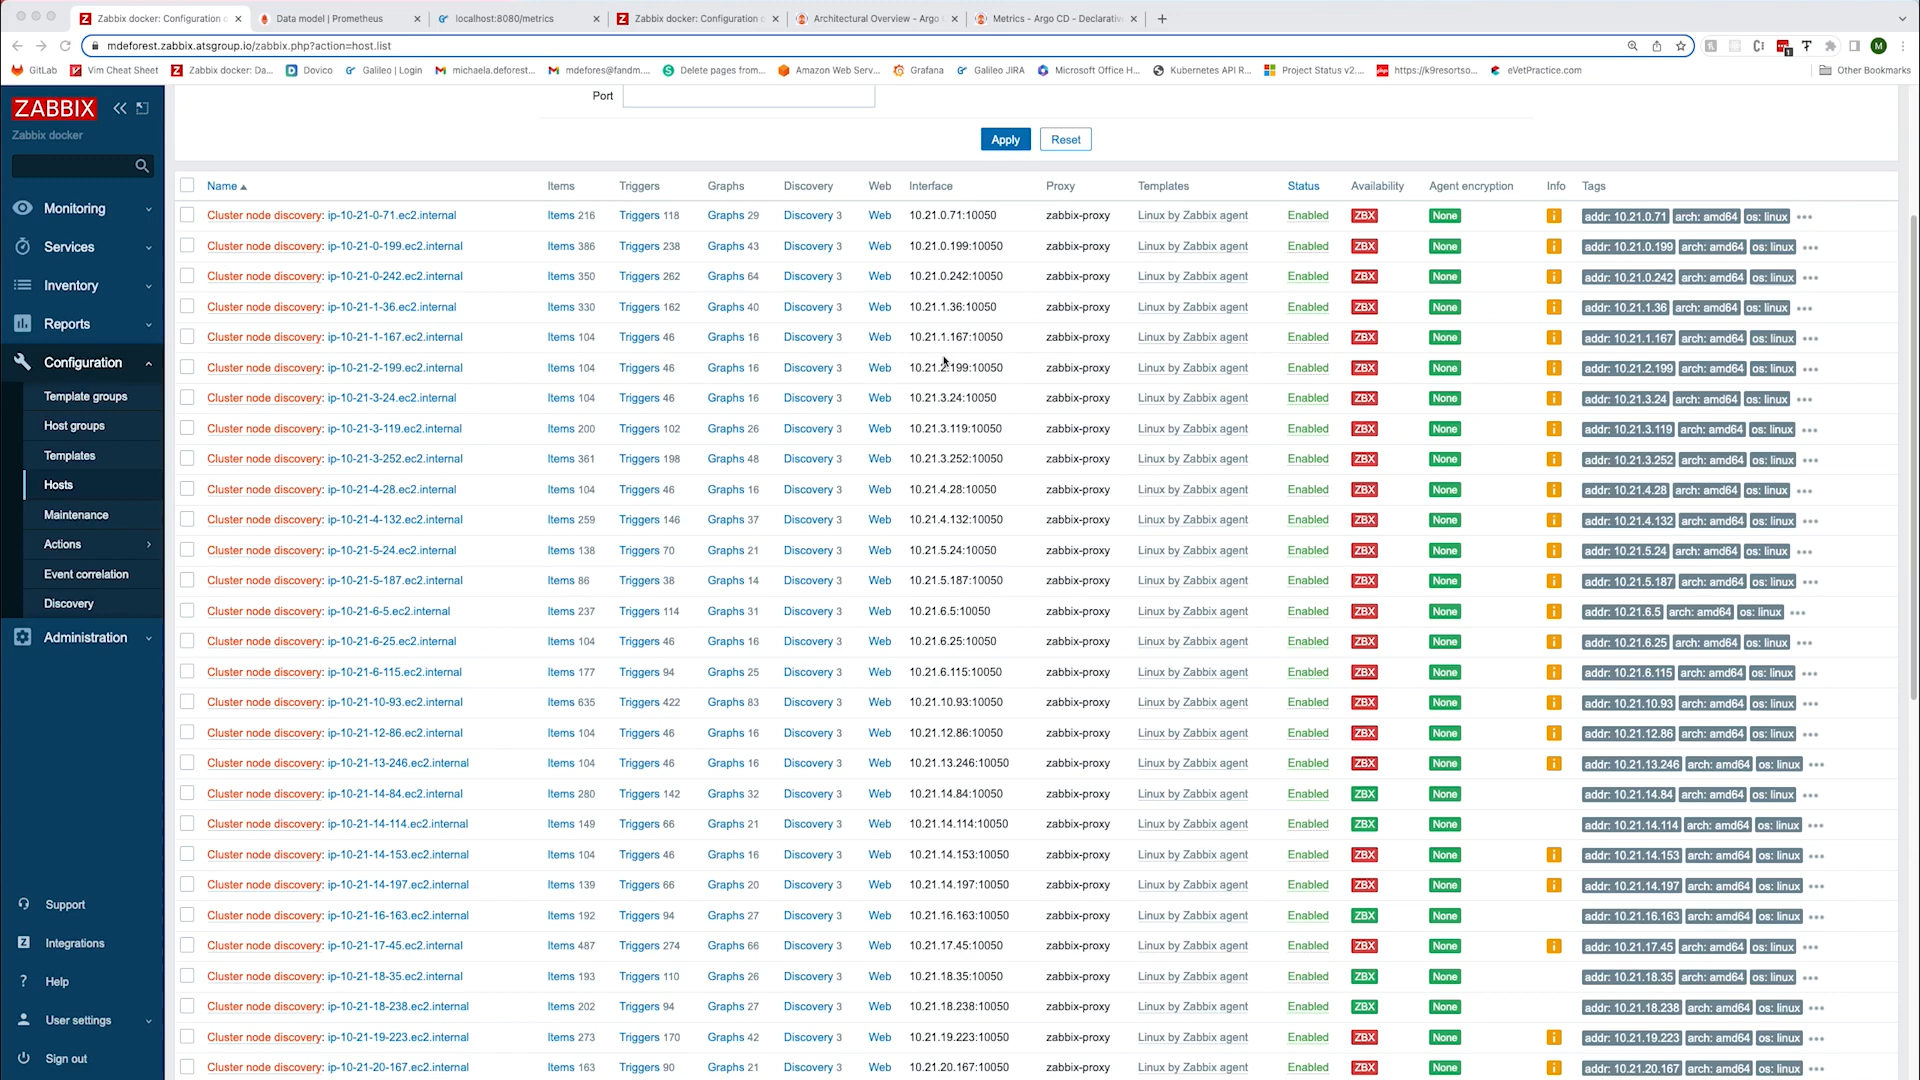 Zabbix docker: Configuration o
Data model | Prometheus
localhost:8080/metrics
Zabbix docker: Configuration o
Architectural Overview - Argo
Metrics - Argo CD - Declarativ
mdeforest.zabbix.atsgroup.io/zabbix.php?action=host.list
GitLab Vim Cheat Sheet Zabbix docker: Da... Dovico Galileo | Login michaela.deforest... mdefores@fandm.... Delete pages from... Amazon Web Serv... Grafana Galileo JIRA Microsoft Office H... Kubernetes API R... Project Status v2.... https://k9resortso... eVetPractice.com Other Bookmarks
ZABBIX
Zabbix docker
Monitoring
Services
Inventory
Reports
Configuration
Template groups
Host groups
Templates
Hosts
Maintenance
Actions
Event correlation
Discovery
Administration
Support
Integrations
Help
User settings
Sign out
Port
Apply Reset
Name Items Triggers Graphs Discovery Web Interface Proxy Templates Status Availability Agent encryption Info Tags
Cluster node discovery: ip-10-21-0-71.ec2.internal Items 216 Triggers 118 Graphs 29 Discovery 3 Web 10.21.0.71:10050 zabbix-proxy Linux by Zabbix agent Enabled ZBX None i addr: 10.21.0.71 arch: amd64 os: linux •••
Cluster node discovery: ip-10-21-0-199.ec2.internal Items 386 Triggers 238 Graphs 43 Discovery 3 Web 10.21.0.199:10050 zabbix-proxy Linux by Zabbix agent Enabled ZBX None i addr: 10.21.0.199 arch: amd64 os: linux •••
Cluster node discovery: ip-10-21-0-242.ec2.internal Items 350 Triggers 262 Graphs 64 Discovery 3 Web 10.21.0.242:10050 zabbix-proxy Linux by Zabbix agent Enabled ZBX None i addr: 10.21.0.242 arch: amd64 os: linux •••
Cluster node discovery: ip-10-21-1-36.ec2.internal Items 330 Triggers 162 Graphs 40 Discovery 3 Web 10.21.1.36:10050 zabbix-proxy Linux by Zabbix agent Enabled ZBX None i addr: 10.21.1.36 arch: amd64 os: linux •••
Cluster node discovery: ip-10-21-1-167.ec2.internal Items 104 Triggers 46 Graphs 16 Discovery 3 Web 10.21.1.167:10050 zabbix-proxy Linux by Zabbix agent Enabled ZBX None i addr: 10.21.1.167 arch: amd64 os: linux •••
Cluster node discovery: ip-10-21-2-199.ec2.internal Items 104 Triggers 46 Graphs 16 Discovery 3 Web 10.21.2.199:10050 zabbix-proxy Linux by Zabbix agent Enabled ZBX None i addr: 10.21.2.199 arch: amd64 os: linux •••
Cluster node discovery: ip-10-21-3-24.ec2.internal Items 104 Triggers 46 Graphs 16 Discovery 3 Web 10.21.3.24:10050 zabbix-proxy Linux by Zabbix agent Enabled ZBX None i addr: 10.21.3.24 arch: amd64 os: linux •••
Cluster node discovery: ip-10-21-3-119.ec2.internal Items 200 Triggers 102 Graphs 26 Discovery 3 Web 10.21.3.119:10050 zabbix-proxy Linux by Zabbix agent Enabled ZBX None i addr: 10.21.3.119 arch: amd64 os: linux •••
Cluster node discovery: ip-10-21-3-252.ec2.internal Items 361 Triggers 198 Graphs 48 Discovery 3 Web 10.21.3.252:10050 zabbix-proxy Linux by Zabbix agent Enabled ZBX None i addr: 10.21.3.252 arch: amd64 os: linux •••
Cluster node discovery: ip-10-21-4-28.ec2.internal Items 104 Triggers 46 Graphs 16 Discovery 3 Web 10.21.4.28:10050 zabbix-proxy Linux by Zabbix agent Enabled ZBX None i addr: 10.21.4.28 arch: amd64 os: linux •••
Cluster node discovery: ip-10-21-4-132.ec2.internal Items 259 Triggers 146 Graphs 37 Discovery 3 Web 10.21.4.132:10050 zabbix-proxy Linux by Zabbix agent Enabled ZBX None i addr: 10.21.4.132 arch: amd64 os: linux •••
Cluster node discovery: ip-10-21-5-24.ec2.internal Items 138 Triggers 70 Graphs 21 Discovery 3 Web 10.21.5.24:10050 zabbix-proxy Linux by Zabbix agent Enabled ZBX None i addr: 10.21.5.24 arch: amd64 os: linux •••
Cluster node discovery: ip-10-21-5-187.ec2.internal Items 86 Triggers 38 Graphs 14 Discovery 3 Web 10.21.5.187:10050 zabbix-proxy Linux by Zabbix agent Enabled ZBX None i addr: 10.21.5.187 arch: amd64 os: linux •••
Cluster node discovery: ip-10-21-6-5.ec2.internal Items 237 Triggers 114 Graphs 31 Discovery 3 Web 10.21.6.5:10050 zabbix-proxy Linux by Zabbix agent Enabled ZBX None i addr: 10.21.6.5 arch: amd64 os: linux •••
Cluster node discovery: ip-10-21-6-25.ec2.internal Items 104 Triggers 46 Graphs 16 Discovery 3 Web 10.21.6.25:10050 zabbix-proxy Linux by Zabbix agent Enabled ZBX None i addr: 10.21.6.25 arch: amd64 os: linux •••
Cluster node discovery: ip-10-21-6-115.ec2.internal Items 177 Triggers 94 Graphs 25 Discovery 3 Web 10.21.6.115:10050 zabbix-proxy Linux by Zabbix agent Enabled ZBX None i addr: 10.21.6.115 arch: amd64 os: linux •••
Cluster node discovery: ip-10-21-10-93.ec2.internal Items 635 Triggers 422 Graphs 83 Discovery 3 Web 10.21.10.93:10050 zabbix-proxy Linux by Zabbix agent Enabled ZBX None i addr: 10.21.10.93 arch: amd64 os: linux •••
Cluster node discovery: ip-10-21-12-86.ec2.internal Items 104 Triggers 46 Graphs 16 Discovery 3 Web 10.21.12.86:10050 zabbix-proxy Linux by Zabbix agent Enabled ZBX None i addr: 10.21.12.86 arch: amd64 os: linux •••
Cluster node discovery: ip-10-21-13-246.ec2.internal Items 104 Triggers 46 Graphs 16 Discovery 3 Web 10.21.13.246:10050 zabbix-proxy Linux by Zabbix agent Enabled ZBX None i addr: 10.21.13.246 arch: amd64 os: linux •••
Cluster node discovery: ip-10-21-14-84.ec2.internal Items 280 Triggers 142 Graphs 32 Discovery 3 Web 10.21.14.84:10050 zabbix-proxy Linux by Zabbix agent Enabled ZBX None addr: 10.21.14.84 arch: amd64 os: linux •••
Cluster node discovery: ip-10-21-14-114.ec2.internal Items 149 Triggers 66 Graphs 21 Discovery 3 Web 10.21.14.114:10050 zabbix-proxy Linux by Zabbix agent Enabled ZBX None addr: 10.21.14.114 arch: amd64 os: linux •••
Cluster node discovery: ip-10-21-14-153.ec2.internal Items 104 Triggers 46 Graphs 16 Discovery 3 Web 10.21.14.153:10050 zabbix-proxy Linux by Zabbix agent Enabled ZBX None i addr: 10.21.14.153 arch: amd64 os: linux •••
Cluster node discovery: ip-10-21-14-197.ec2.internal Items 139 Triggers 66 Graphs 20 Discovery 3 Web 10.21.14.197:10050 zabbix-proxy Linux by Zabbix agent Enabled ZBX None i addr: 10.21.14.197 arch: amd64 os: linux •••
Cluster node discovery: ip-10-21-16-163.ec2.internal Items 192 Triggers 94 Graphs 27 Discovery 3 Web 10.21.16.163:10050 zabbix-proxy Linux by Zabbix agent Enabled ZBX None addr: 10.21.16.163 arch: amd64 os: linux •••
Cluster node discovery: ip-10-21-17-45.ec2.internal Items 487 Triggers 274 Graphs 66 Discovery 3 Web 10.21.17.45:10050 zabbix-proxy Linux by Zabbix agent Enabled ZBX None i addr: 10.21.17.45 arch: amd64 os: linux •••
Cluster node discovery: ip-10-21-18-35.ec2.internal Items 193 Triggers 110 Graphs 26 Discovery 3 Web 10.21.18.35:10050 zabbix-proxy Linux by Zabbix agent Enabled ZBX None addr: 10.21.18.35 arch: amd64 os: linux •••
Cluster node discovery: ip-10-21-18-238.ec2.internal Items 202 Triggers 94 Graphs 27 Discovery 3 Web 10.21.18.238:10050 zabbix-proxy Linux by Zabbix agent Enabled ZBX None addr: 10.21.18.238 arch: amd64 os: linux •••
Cluster node discovery: ip-10-21-19-223.ec2.internal Items 273 Triggers 170 Graphs 42 Discovery 3 Web 10.21.19.223:10050 zabbix-proxy Linux by Zabbix agent Enabled ZBX None i addr: 10.21.19.223 arch: amd64 os: linux •••
Cluster node discovery: ip-10-21-20-167.ec2.internal Items 163 Triggers 90 Graphs 21 Discovery 3 Web 10.21.20.167:10050 zabbix-proxy Linux by Zabbix agent Enabled ZBX None i addr: 10.21.20.167 arch: amd64 os: linux •••